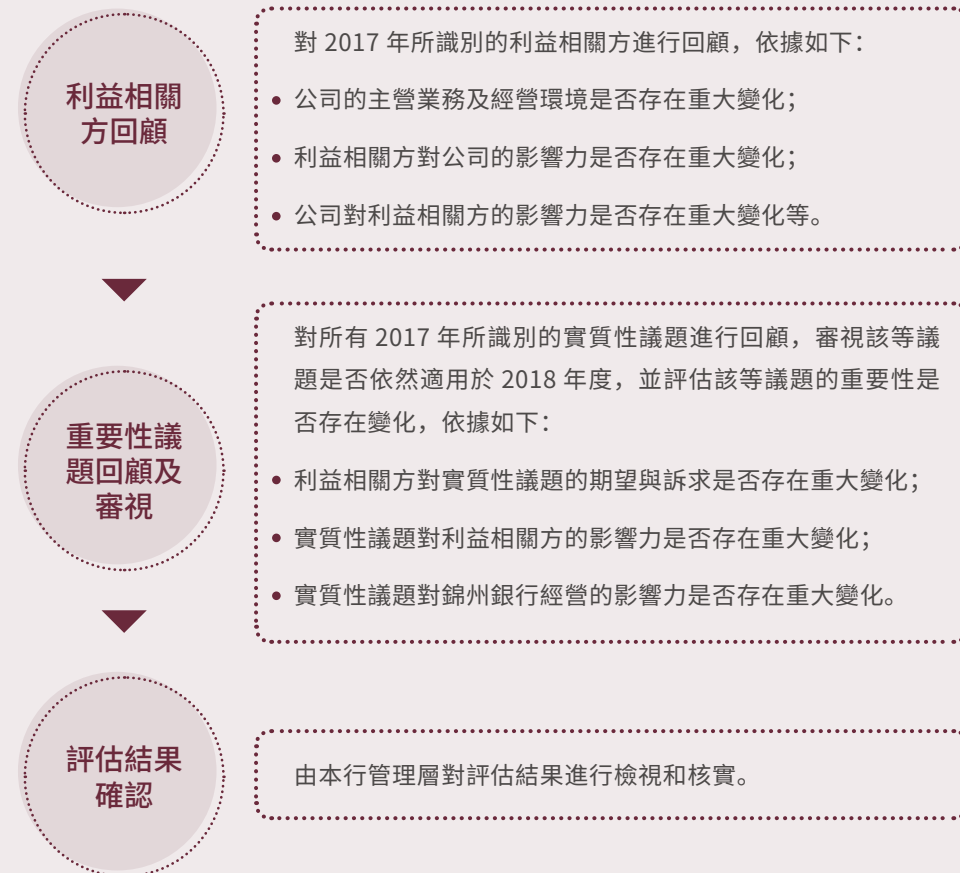 利益相關
方回顧
對 2017 年所識別的利益相關方進行回顧，依據如下：
• 公司的主營業務及經營環境是否存在重大變化；
• 利益相關方對公司的影響力是否存在重大變化；
• 公司對利益相關方的影響力是否存在重大變化等。
重要性議
題回顧及
審視
對所有 2017 年所識別的實質性議題進行回顧，審視該等議
題是否依然適用於 2018 年度，並評估該等議題的重要性是
否存在變化，依據如下：
• 利益相關方對實質性議題的期望與訴求是否存在重大變化；
• 實質性議題對利益相關方的影響力是否存在重大變化；
• 實質性議題對錦州銀行經營的影響力是否存在重大變化。
評估結果
確認
由本行管理層對評估結果進行檢視和核實。